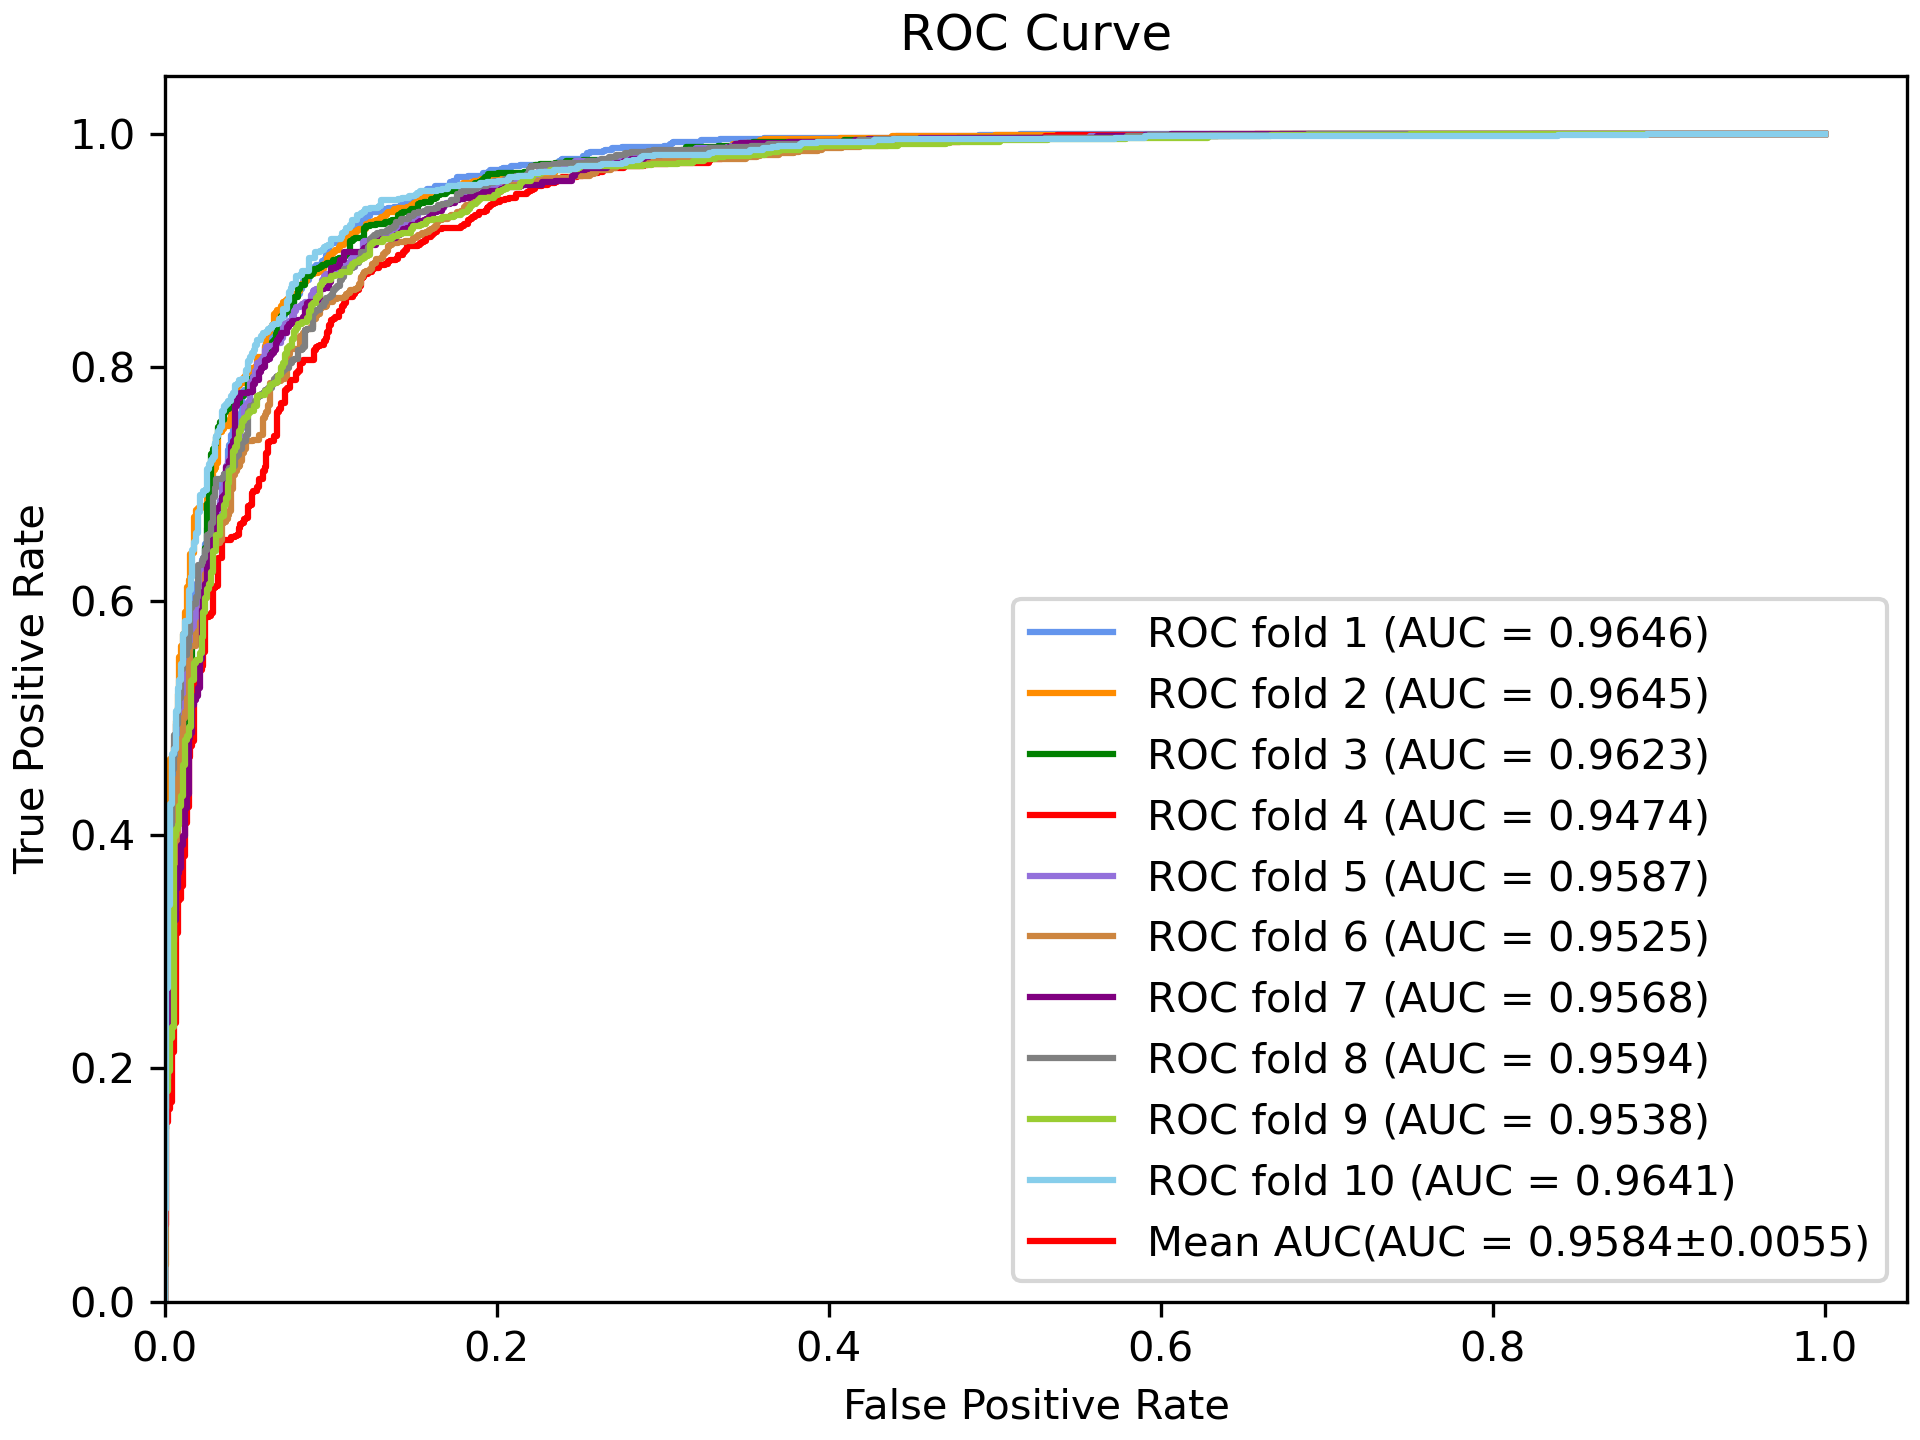 ROC Curve
1.0
0.8
0.6
0.4
0.2
0.0
True Positive Rate
0.0 0.2 0.4 0.6 0.8 1.0
False Positive Rate
ROC fold 1 (AUC = 0.9646)
ROC fold 2 (AUC = 0.9645)
ROC fold 3 (AUC = 0.9623)
ROC fold 4 (AUC = 0.9474)
ROC fold 5 (AUC = 0.9587)
ROC fold 6 (AUC = 0.9525)
ROC fold 7 (AUC = 0.9568)
ROC fold 8 (AUC = 0.9594)
ROC fold 9 (AUC = 0.9538)
ROC fold 10 (AUC = 0.9641)
Mean AUC(AUC = 0.9584±0.0055)